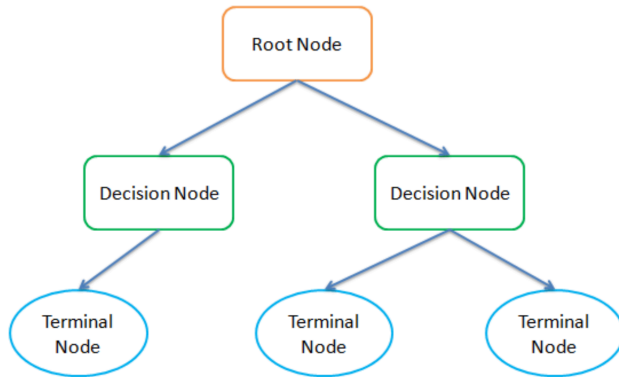 Root Node
Decision Node
Decision Node
Terminal
Node
Terminal
Node
Terminal
Node